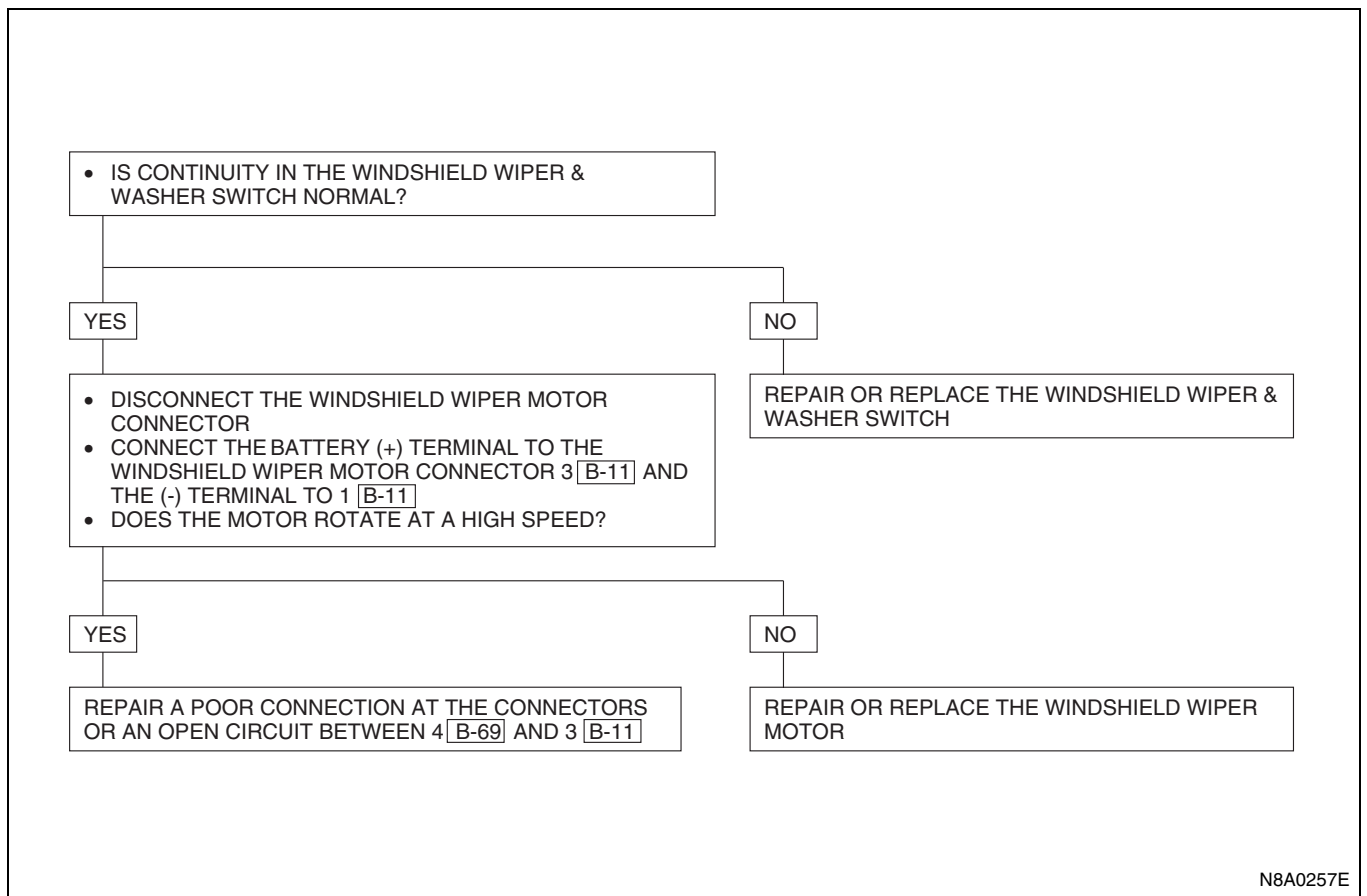 • IS CONTINUITY IN THE WINDSHIELD WIPER &
WASHER SWITCH NORMAL?
YES
NO
• DISCONNECT THE WINDSHIELD WIPER MOTOR
CONNECTOR
• CONNECT THE BATTERY (+) TERMINAL TO THE
WINDSHIELD WIPER MOTOR CONNECTOR 3 B-11 AND
THE (-) TERMINAL TO 1 B-11
• DOES THE MOTOR ROTATE AT A HIGH SPEED?
REPAIR OR REPLACE THE WINDSHIELD WIPER &
WASHER SWITCH
YES
NO
REPAIR A POOR CONNECTION AT THE CONNECTORS
OR AN OPEN CIRCUIT BETWEEN 4 B-69 AND 3 B-11
REPAIR OR REPLACE THE WINDSHIELD WIPER
MOTOR
N8A0257E